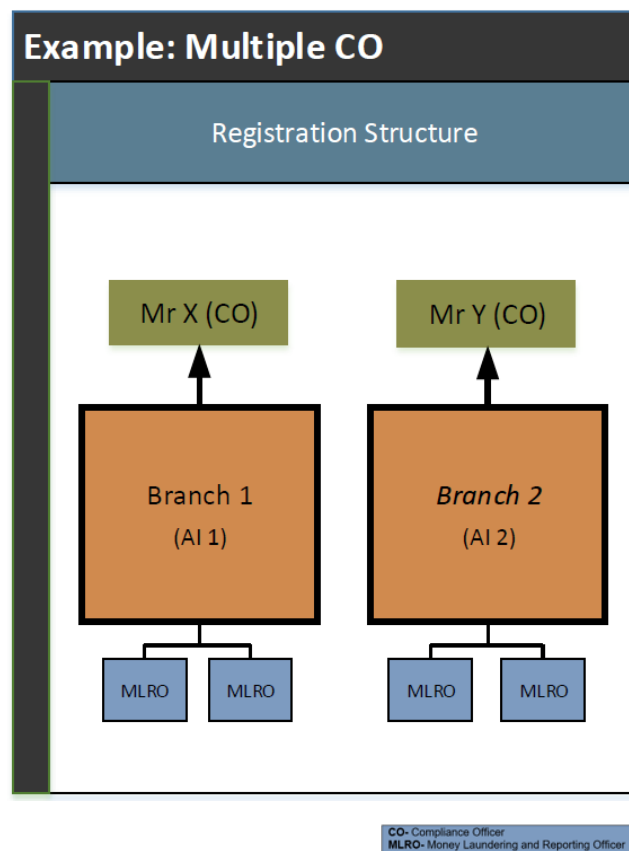 Example: Multiple CO
Registration Structure
Mr X (CO)
Mr Y (CO)
Branch 1
(AI 1)
Branch 2
(AI 2)
MLRO
MLRO
MLRO
MLRO
CO- Compliance Officer
MLRO- Money Laundering and Reporting Officer